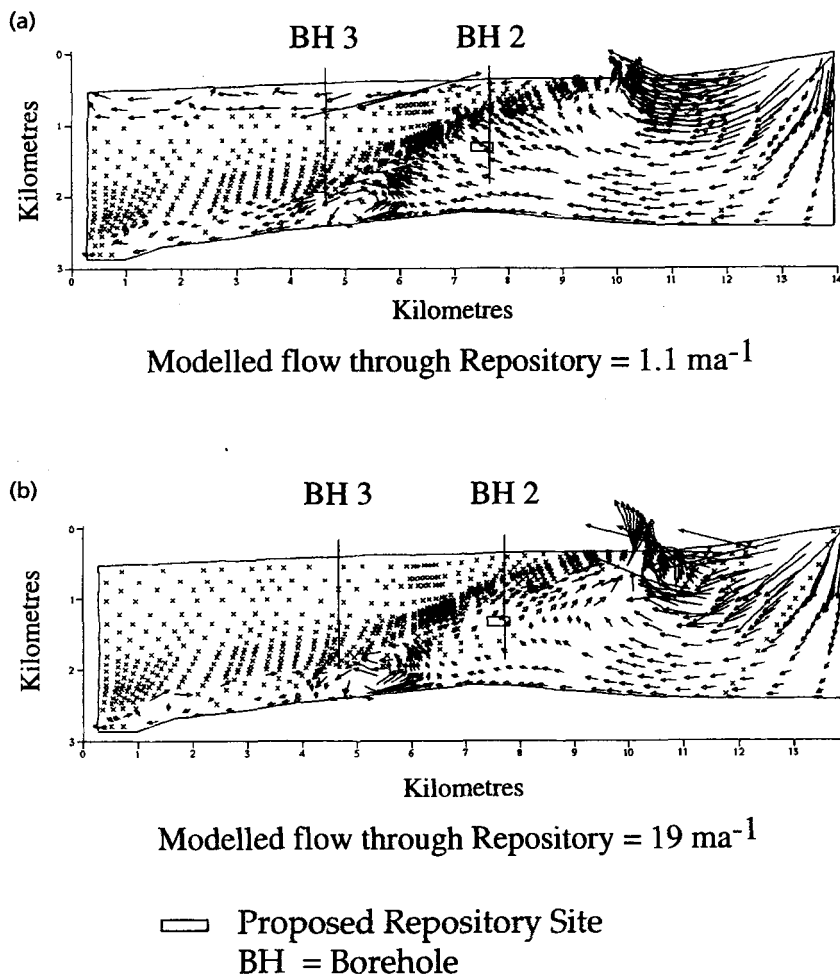 (a)
BH 3 BH 2
0
1
2
3
Kilometres
0 1 2 3 4 5 6 7 8 9 10 11 12 13 14
Kilometres
Modelled flow through Repository = 1.1 ma⁻¹
(b)
BH 3 BH 2
0
1
2
3
Kilometres
0 1 2 3 4 5 6 7 8 9 10 11 12 13
Kilometres
Modelled flow through Repository = 19 ma⁻¹
Proposed Repository Site
BH = Borehole